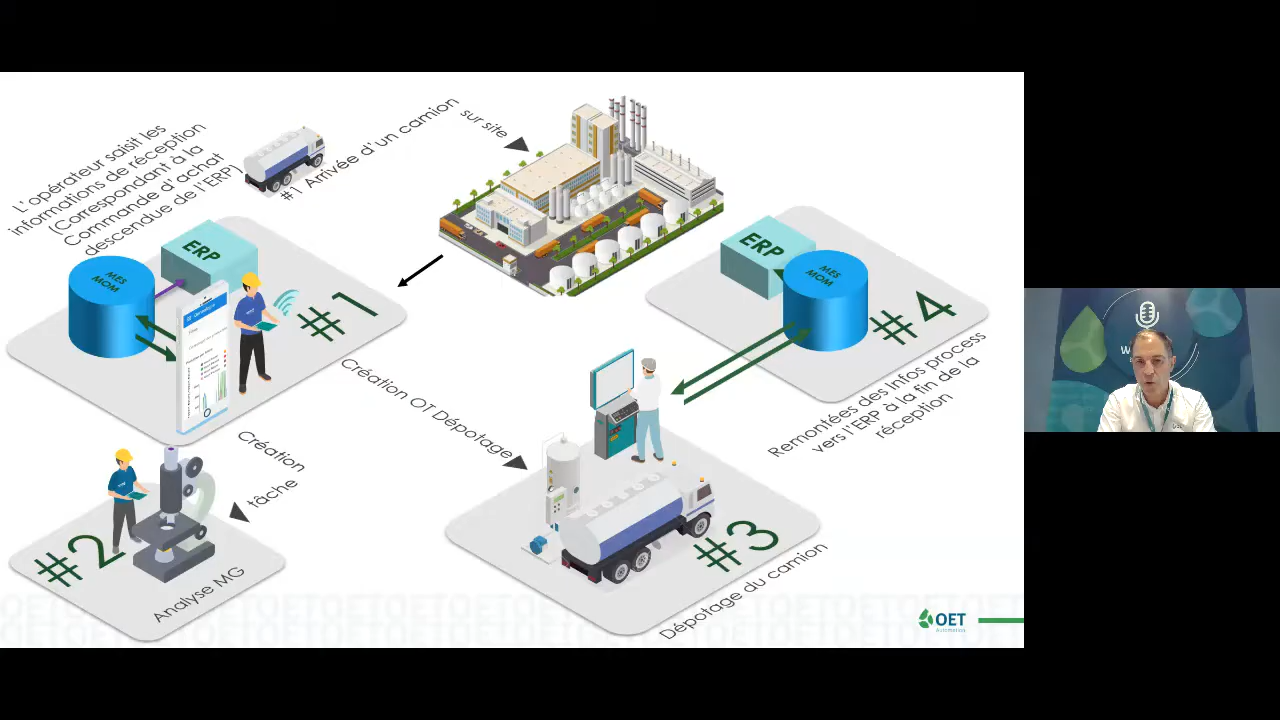 L'opérateur saisit les
informations de réception
(Correspondant à la
Commande d'achat
descendue de l'ERP)
#1 Arrivée d'un camion
sur site
ERP
MES
MOM
#1
Création OT Dépotage
Création
tâche
#2
Analyse MG
ERP
MES
MOM
#4
Remontées des infos process
vers l'ERP à la fin de la
réception
#3
Dépotage du camion
OET
Automation
W